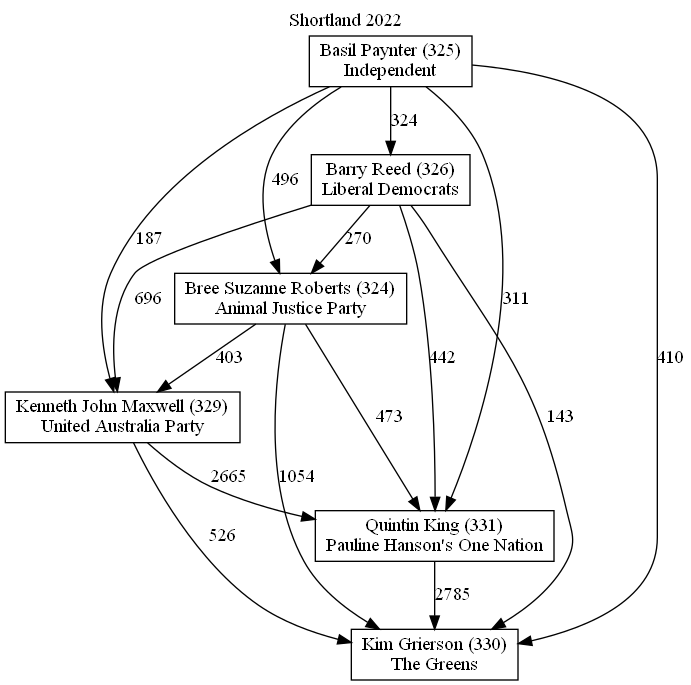 Shortland 2022
Basil Paynter (325)
Independent
324
Barry Reed (326)
Liberal Democrats
496
187
270
696
311
442
410
143
Bree Suzanne Roberts (324)
Animal Justice Party
403
473
1054
Kenneth John Maxwell (329)
United Australia Party
2665
526
Quintin King (331)
Pauline Hanson's One Nation
2785
Kim Grierson (330)
The Greens